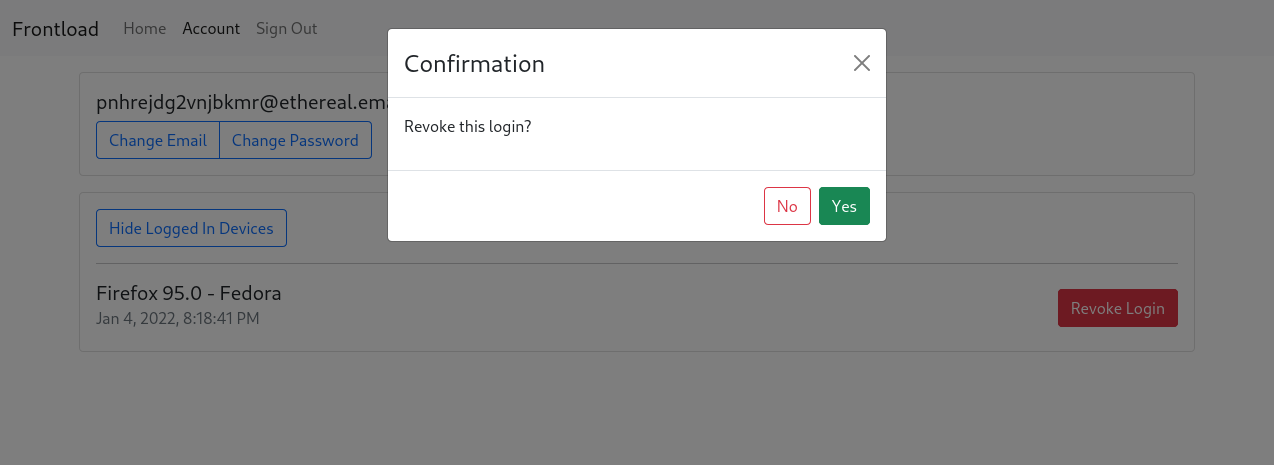 Frontload Home Account Sign Out
Confirmation
pnhrejdg2vnjbkmr@ethereal.ema
Revoke this login?
Change Email Change Password
No Yes
Hide Logged In Devices
Firefox 95.0 - Fedora
Jan 4, 2022, 8:18:41 PM
Revoke Login